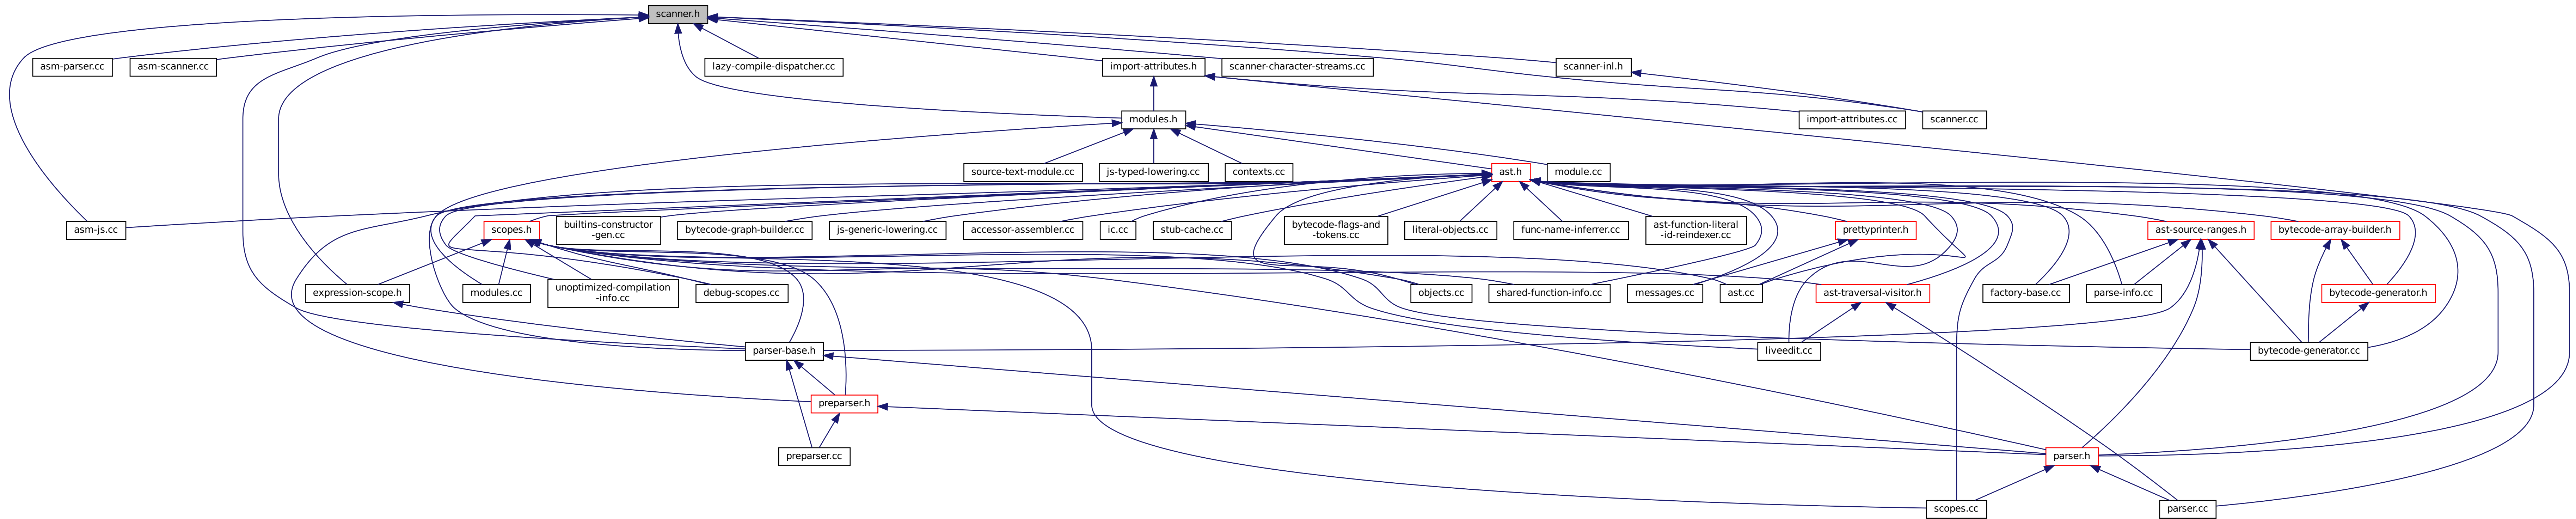 scanner.h
asm-parser.cc
asm-scanner.cc
lazy-compile-dispatcher.cc
import-attributes.h
scanner-character-streams.cc
scanner-inl.h
modules.h
import-attributes.cc
scanner.cc
source-text-module.cc
js-typed-lowering.cc
contexts.cc
ast.h
module.cc
asm-js.cc
scopes.h
builtins-constructor
-gen.cc
bytecode-graph-builder.cc
js-generic-lowering.cc
accessor-assembler.cc
ic.cc
stub-cache.cc
bytecode-flags-and
-tokens.cc
literal-objects.cc
func-name-inferrer.cc
ast-function-literal
-id-reindexer.cc
prettyprinter.h
ast-source-ranges.h
bytecode-array-builder.h
expression-scope.h
modules.cc
unoptimized-compilation
-info.cc
debug-scopes.cc
objects.cc
shared-function-info.cc
messages.cc
ast.cc
ast-traversal-visitor.h
factory-base.cc
parse-info.cc
bytecode-generator.h
parser-base.h
liveedit.cc
bytecode-generator.cc
preparser.h
preparser.cc
parser.h
scopes.cc
parser.cc